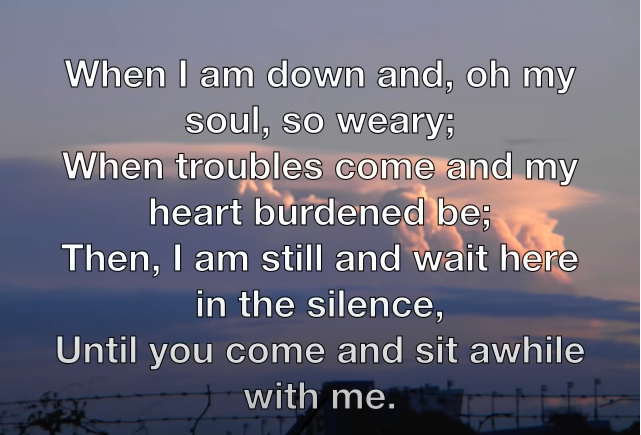 When I am down and, oh my
soul, so weary;
When troubles come and my
heart burdened be;
Then, I am still and wait here
in the silence,
Until you come and sit awhile
with me.